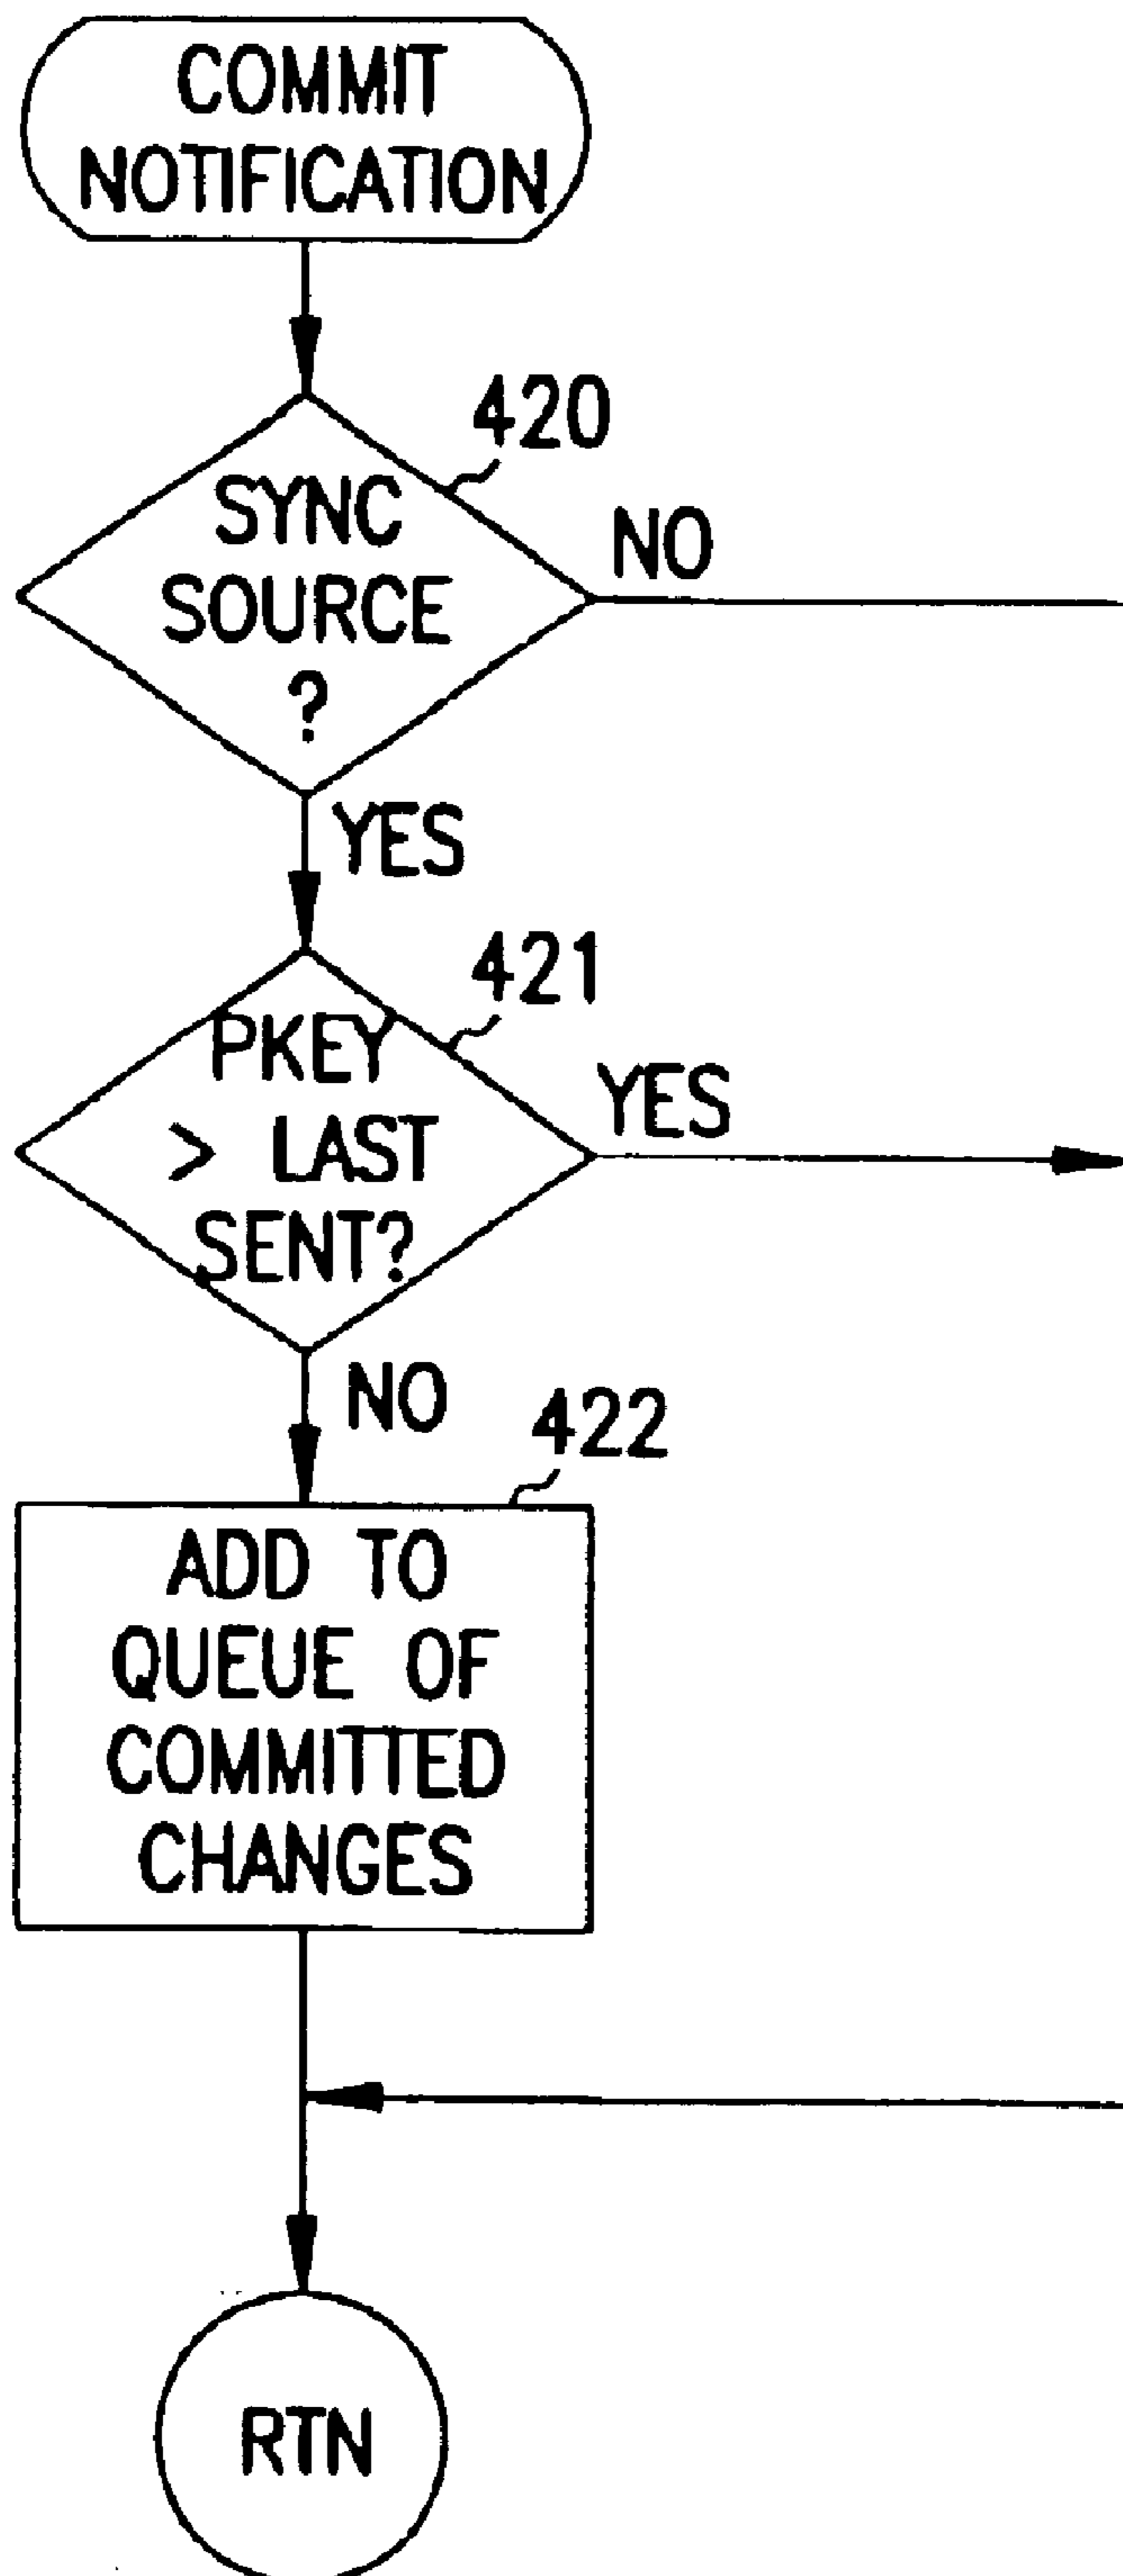 COMMIT
NOTIFICATION
420
SYNC
SOURCE
?
NO
YES
421
PKEY
> LAST
SENT?
YES
NO
422
ADD TO
QUEUE OF
COMMITTED
CHANGES
RTN